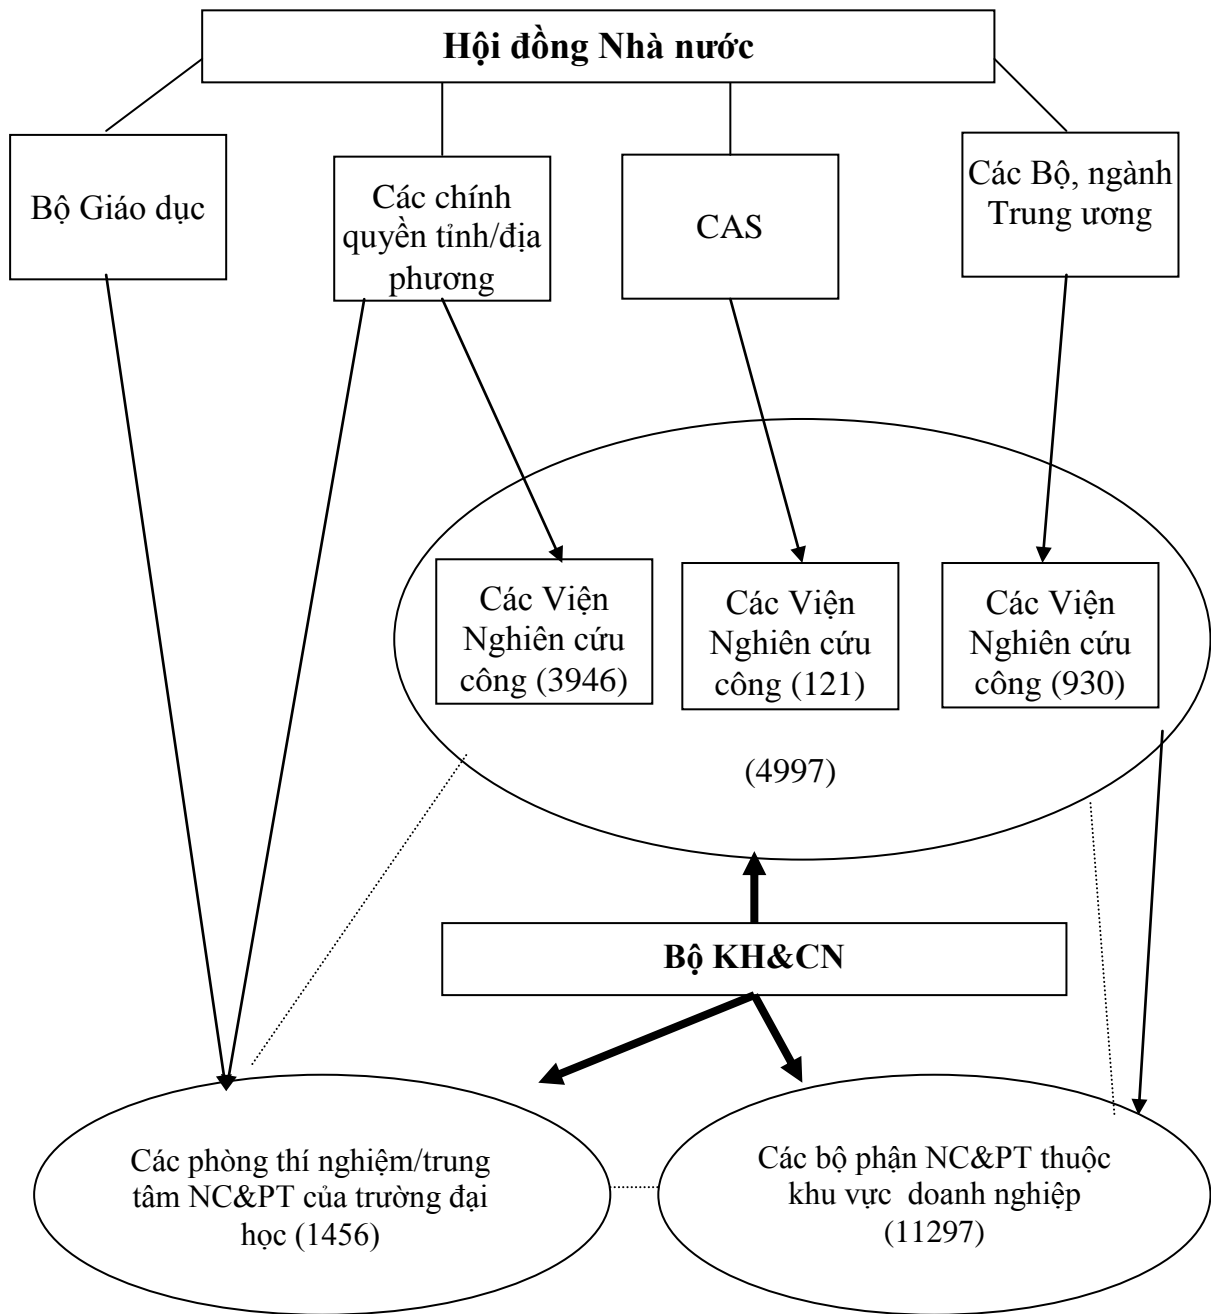 Hội đồng Nhà nước
Bộ Giáo dục
Các chính
quyền tỉnh/địa
phương
CAS
Các Bộ, ngành
Trung ương
Các Viện
Nghiên cứu
công (3946)
Các Viện
Nghiên cứu
công (121)
Các Viện
Nghiên cứu
công (930)
(4997)
Bộ KH&CN
Các phòng thí nghiệm/trung
tâm NC&PT của trường đại
học (1456)
Các bộ phận NC&PT thuộc
khu vực doanh nghiệp
(11297)